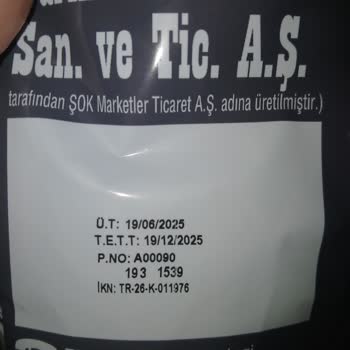 San. ve Tic. A.Ş.
tarafından ŞOK Marketler Ticaret A.Ş. adına üretilmiştir.)
Ü.T: 19/06/2025
T.E.T.T: 19/12/2025
P.NO: A00090
193 1539
İKN: TR-26-K-011976